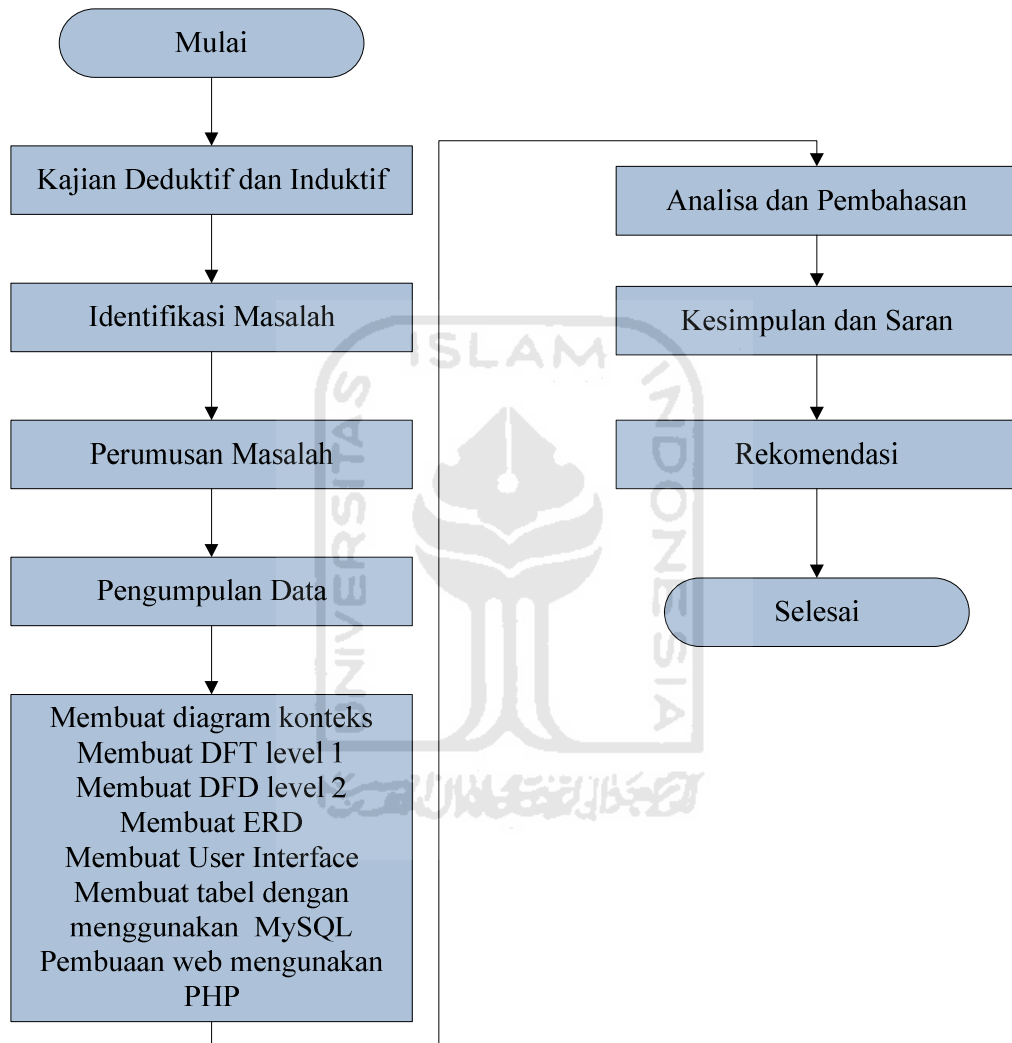 Mulai
Kajian Deduktif dan Induktif
Identifikasi Masalah
Perumusan Masalah
Pengumpulan Data
Membuat diagram konteks
Membuat DFT level 1
Membuat DFD level 2
Membuat ERD
Membuat User Interface
Membuat tabel dengan
menggunakan MySQL
Pembuaan web mengunakan
PHP
Analisa dan Pembahasan
Kesimpulan dan Saran
Rekomendasi
Selesai
UNIVERSITAS
ISLAM
INDONESIA